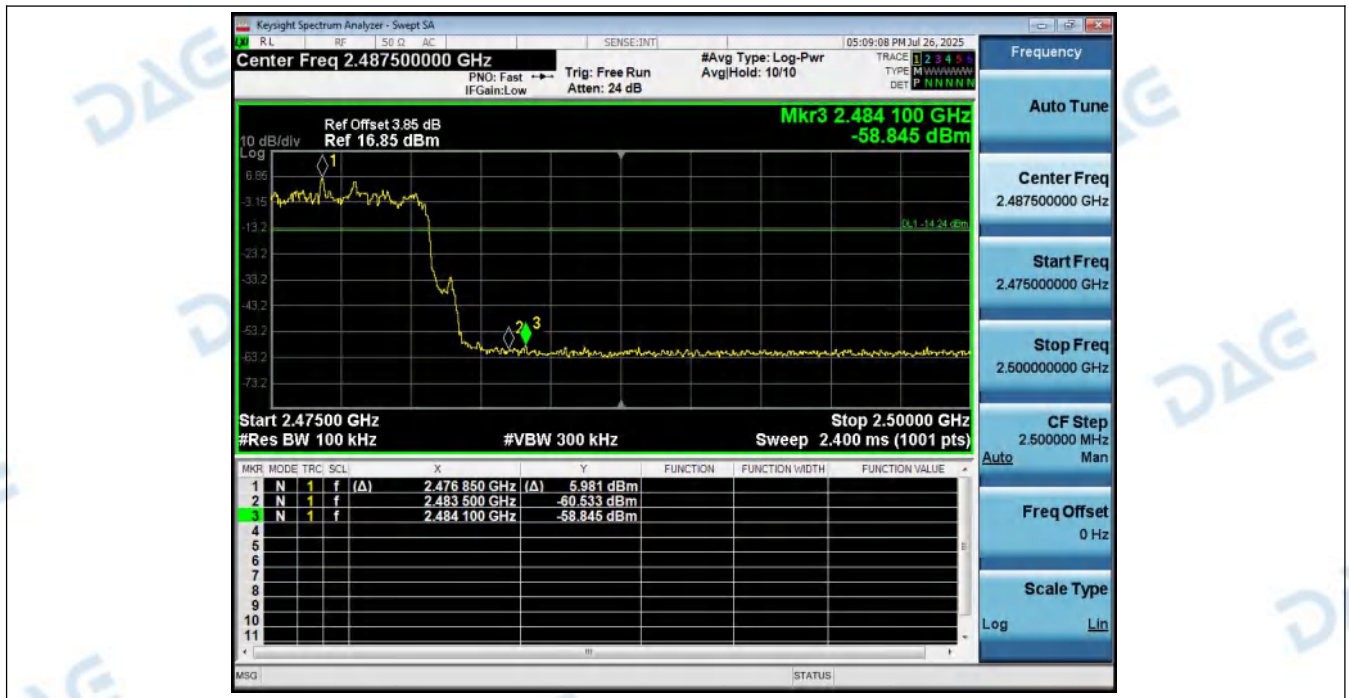 Keysight Spectrum Analyzer - Swept SA
LXI RL RF 50 Ω AC SENSE:INT 05:09:08 PM Jul 26, 2025
Center Freq 2.487500000 GHz
PNO: Fast
IFGain:Low
Trig: Free Run
Atten: 24 dB
#Avg Type: Log-Pwr
Avg|Hold: 10/10
TRACE 1 2 3 4 5 6
TYPE M WWWWW
DET P N N N N N
Mkr3 2.484 100 GHz
-58.845 dBm
Ref Offset 3.85 dB
10 dB/div Ref 16.85 dBm
Log
6.85
-3.15
-13.2
-23.2
-33.2
-43.2
-53.2
-63.2
-73.2
1
2
3
DL1 -14.24 dBm
Start 2.47500 GHz Stop 2.50000 GHz
#Res BW 100 kHz #VBW 300 kHz Sweep 2.400 ms (1001 pts)
MKR MODE TRC SCL X Y FUNCTION FUNCTION WIDTH FUNCTION VALUE
1 N 1 f (Δ) 2.476 850 GHz (Δ) 5.981 dBm
2 N 1 f 2.483 500 GHz -60.533 dBm
3 N 1 f 2.484 100 GHz -58.845 dBm
4
5
6
7
8
9
10
11
MSG STATUS
Frequency
Auto Tune
Center Freq
2.487500000 GHz
Start Freq
2.475000000 GHz
Stop Freq
2.500000000 GHz
CF Step
2.500000 MHz
Auto Man
Freq Offset
0 Hz
Scale Type
Log Lin
DAG
DAG
DAG
DAG